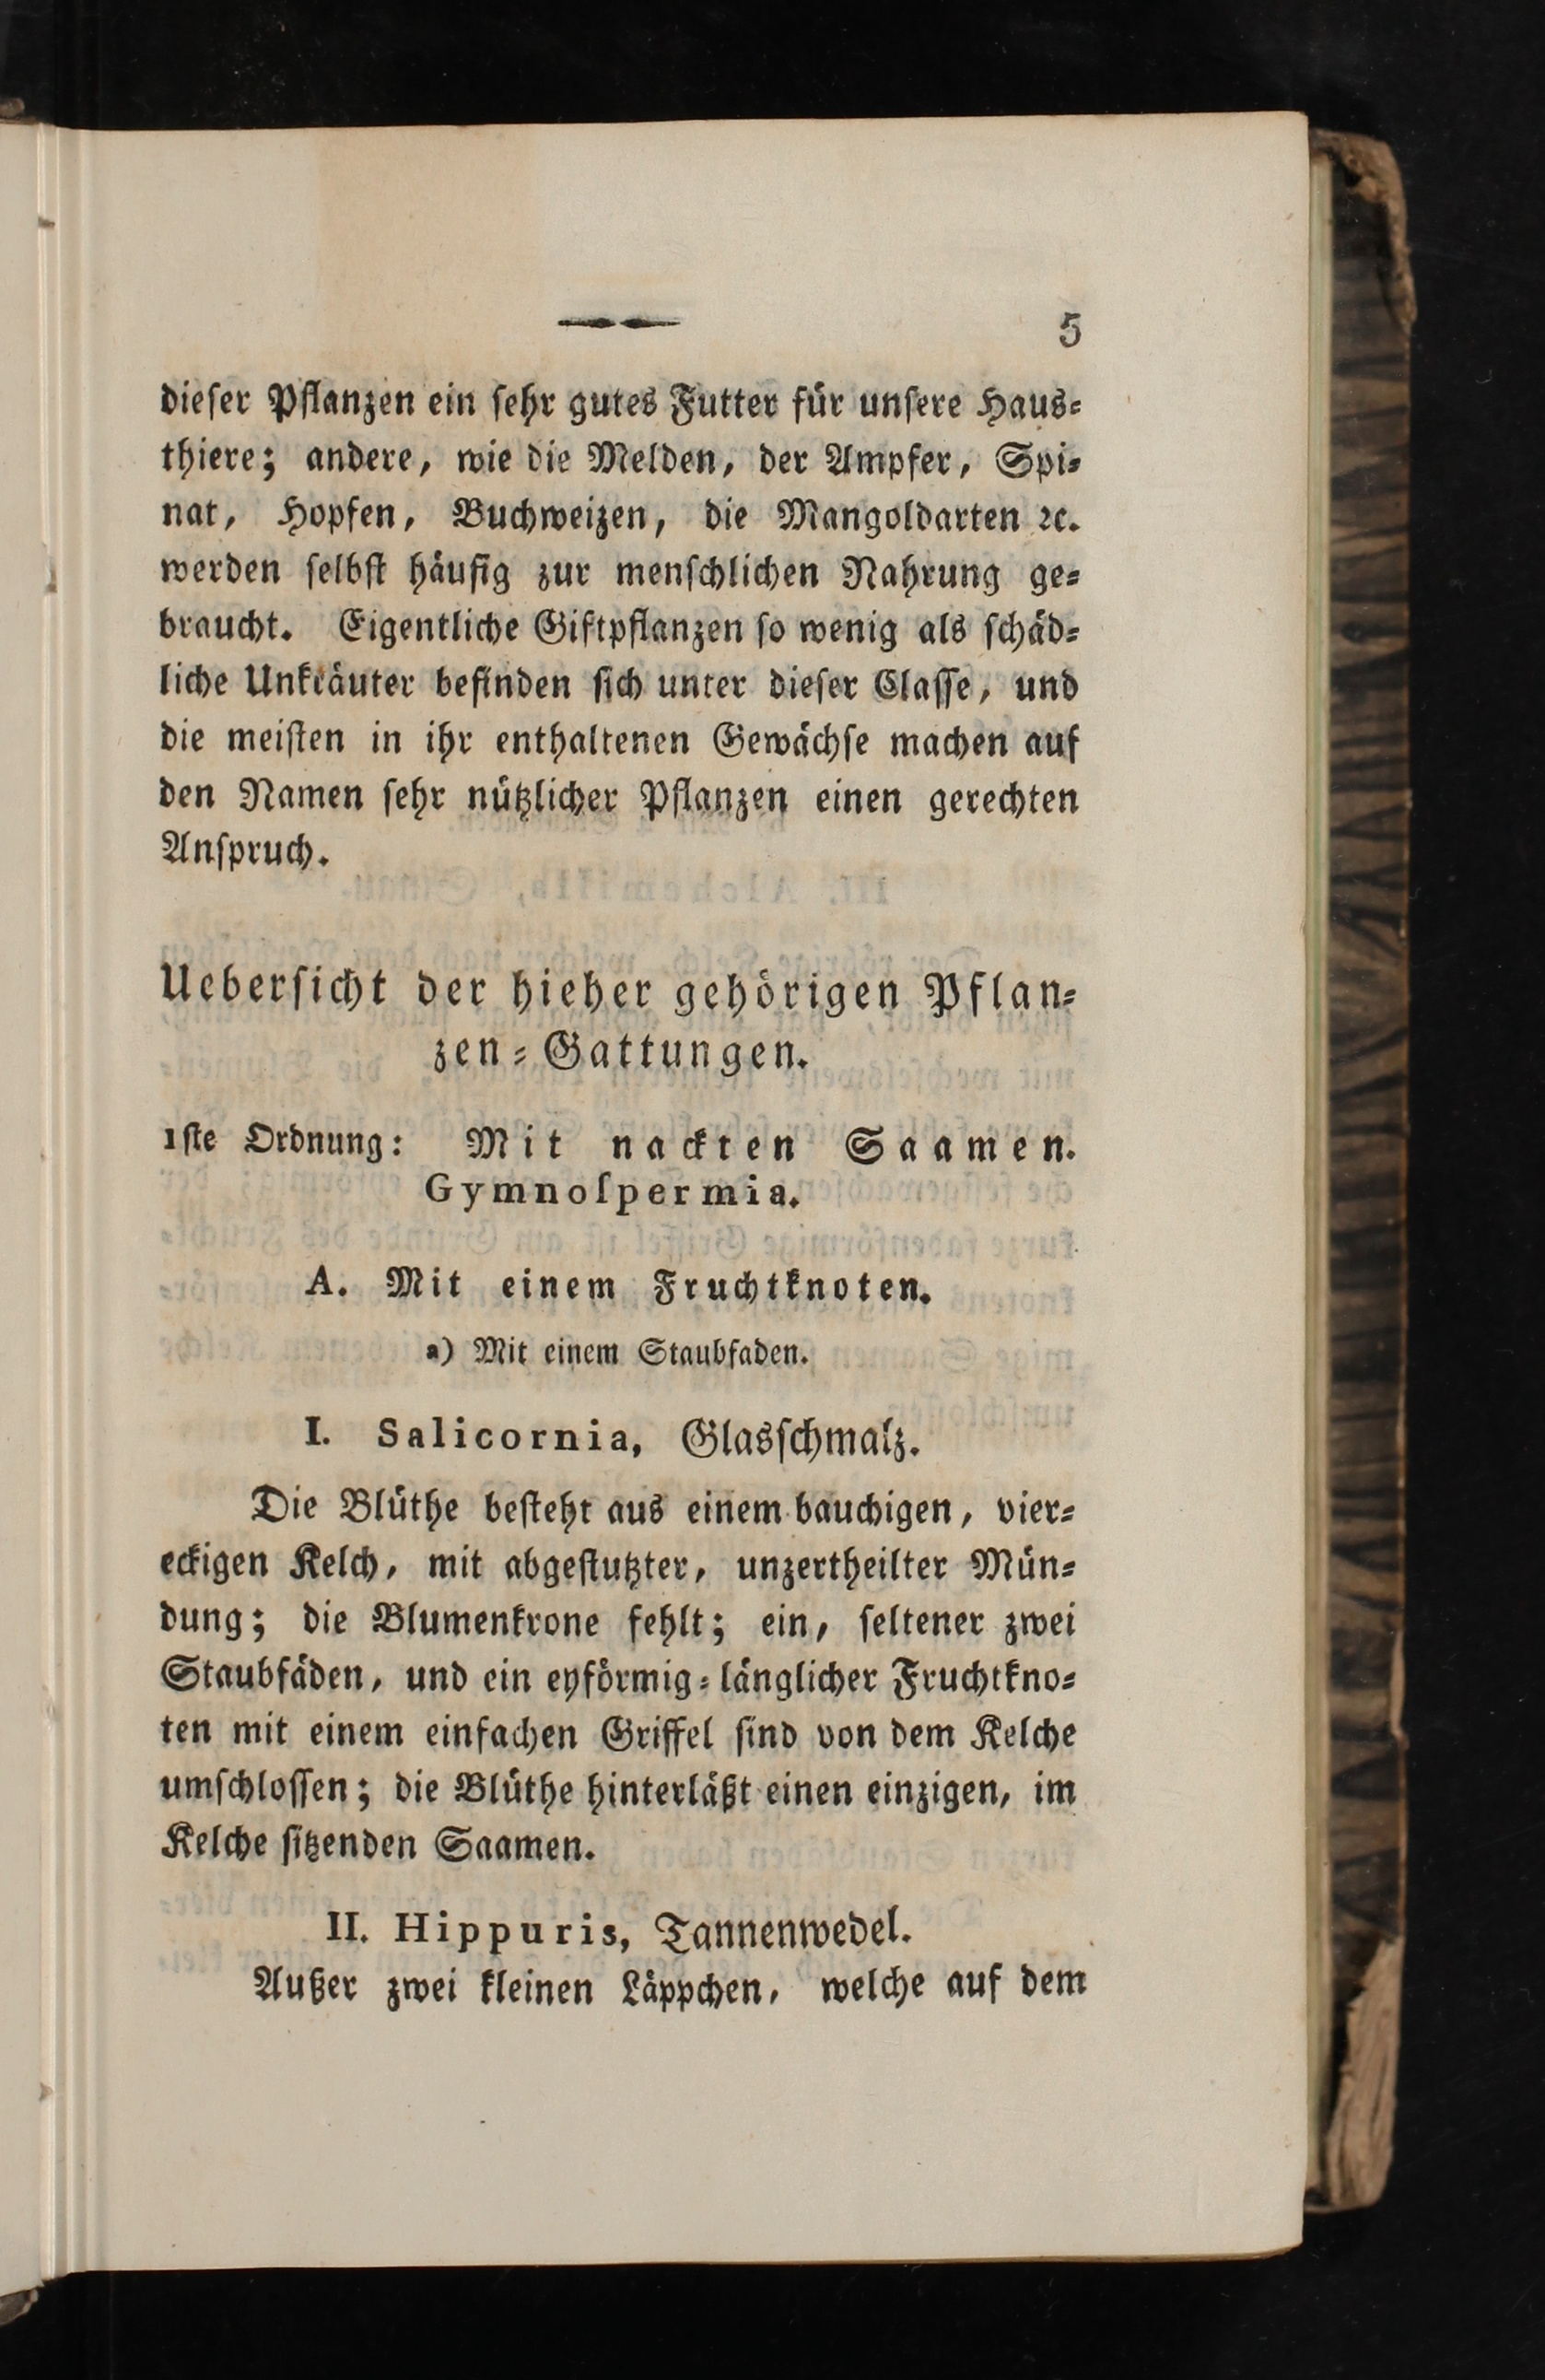 5
dieſer Pflanzen ein ſehr gutes Futter für unſere Haus⸗
thiere; andere, wie die Melden, der Ampfer, Spi⸗
nat, Hopfen, Buchweizen, die Mangoldarten ꝛc.
werden ſelbſt häufig zur menſchlichen Nahrung ge⸗
braucht. Eigentliche Giftpflanzen ſo wenig als ſchäd⸗
liche Unkräuter befinden ſich unter dieſer Claſſe, und
die meiſten in ihr enthaltenen Gewächſe machen auf
den Namen ſehr nützlicher Pflanzen einen gerechten
Anſpruch.
Ueberſicht der hieher gehörigen Pflan⸗
zen⸗Gattungen.
1ſte Ordnung: Mit nackten Saamen.
Gymnoſpermia.
A. Mit einem Fruchtknoten.
a) Mit einem Staubfaden.
I. Salicornia, Glasſchmalz.
Die Blüthe beſteht aus einem bauchigen, vier⸗
eckigen Kelch, mit abgeſtutzter, unzertheilter Mün⸗
dung; die Blumenkrone fehlt; ein, ſeltener zwei
Staubfäden, und ein eyförmig⸗länglicher Fruchtkno⸗
ten mit einem einfachen Griffel ſind von dem Kelche
umſchloſſen; die Blüthe hinterläßt einen einzigen, im
Kelche ſitzenden Saamen.
II. Hippuris, Tannenwedel.
Außer zwei kleinen Läppchen, welche auf dem